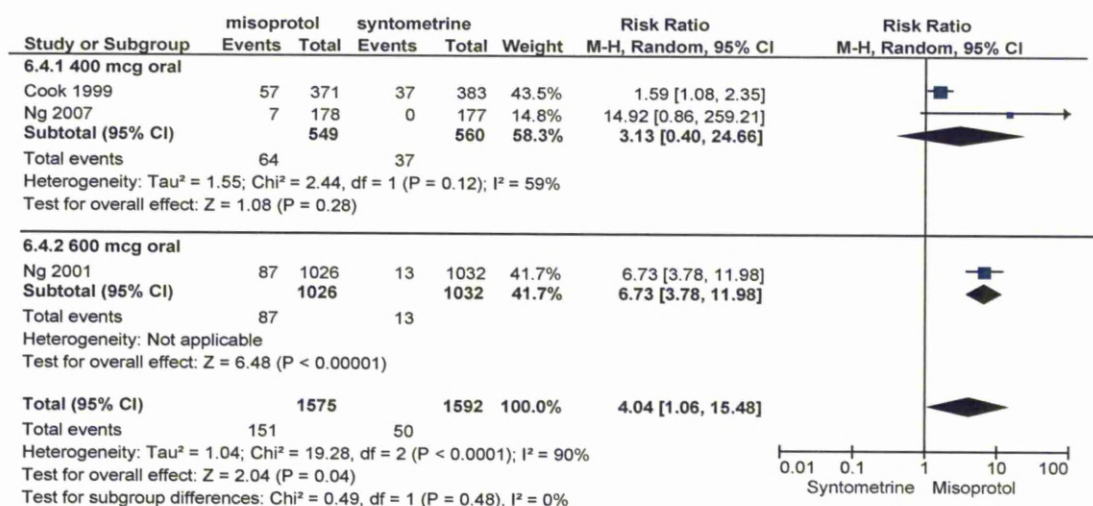 misoprotol syntometrine Risk Ratio Risk Ratio
Study or Subgroup Events Total Events Total Weight M-H, Random, 95% CI M-H, Random, 95% CI
6.4.1 400 mcg oral
Cook 1999 57 371 37 383 43.5% 1.59 [1.08, 2.35]
Ng 2007 7 178 0 177 14.8% 14.92 [0.86, 259.21]
Subtotal (95% CI) 549 560 58.3% 3.13 [0.40, 24.66]
Total events 64 37
Heterogeneity: Tau² = 1.55; Chi² = 2.44, df = 1 (P = 0.12); I² = 59%
Test for overall effect: Z = 1.08 (P = 0.28)
6.4.2 600 mcg oral
Ng 2001 87 1026 13 1032 41.7% 6.73 [3.78, 11.98]
Subtotal (95% CI) 1026 1032 41.7% 6.73 [3.78, 11.98]
Total events 87 13
Heterogeneity: Not applicable
Test for overall effect: Z = 6.48 (P < 0.00001)
Total (95% CI) 1575 1592 100.0% 4.04 [1.06, 15.48]
Total events 151 50
Heterogeneity: Tau² = 1.04; Chi² = 19.28, df = 2 (P < 0.0001); I² = 90%
Test for overall effect: Z = 2.04 (P = 0.04)
Test for subgroup differences: Chi² = 0.49, df = 1 (P = 0.48), I² = 0%
0.01 0.1 1 10 100
Syntometrine Misoprotol